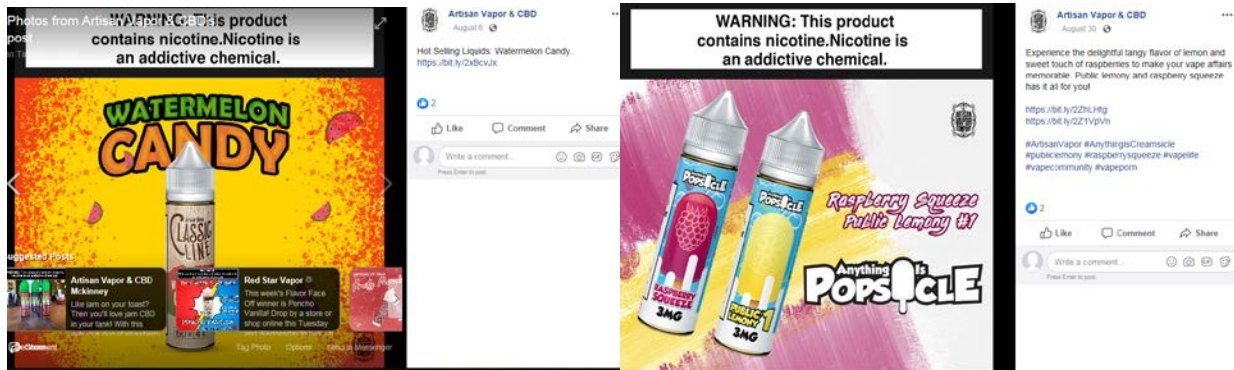 Photos from Artisan Vapor & CBD's
post
WARNING: This product
contains nicotine.Nicotine is
an addictive chemical.
WATERMELON
CANDY
CLASSIC
LINE
Suggested Posts
Artisan Vapor & CBD
Mckinney
Like jam on your toast?
Then you'll love jam CBD
in your tank! With this
Red Star Vapor
This week's Flavor Face
Off winner is Poncho
Vanilla! Drop by a store or
shop online this Tuesday
Tag Photo Options Send in Messenger
Artisan Vapor & CBD
August 6
Hot Selling Liquids: Watermelon Candy.
https://bit.ly/2xBcvJx
2
Like Comment Share
Write a comment...
Press Enter to post.
WARNING: This product
contains nicotine.Nicotine is
an addictive chemical.
POPSICLE
RASPBERRY
SQUEEZE
3MG
POPSICLE
PUBLIC
LEMONY
1
3MG
Raspberry Squeeze
Public Lemony #1
Anything Is
POPSICLE
Artisan Vapor & CBD
August 30
Experience the delightful tangy flavor of lemon and
sweet touch of raspberries to make your vape affairs
memorable. Public lemony and raspberry squeeze
has it all for you!
https://bit.ly/2ZhLHtg
https://bit.ly/2Z1VpVh
#ArtisanVapor #AnythingisCreamsicle
#publiclemony #raspberrysqueeze #vapelife
#vapecommunity #vapeporn
2
Like Comment Share
Write a comment...
Press Enter to post.